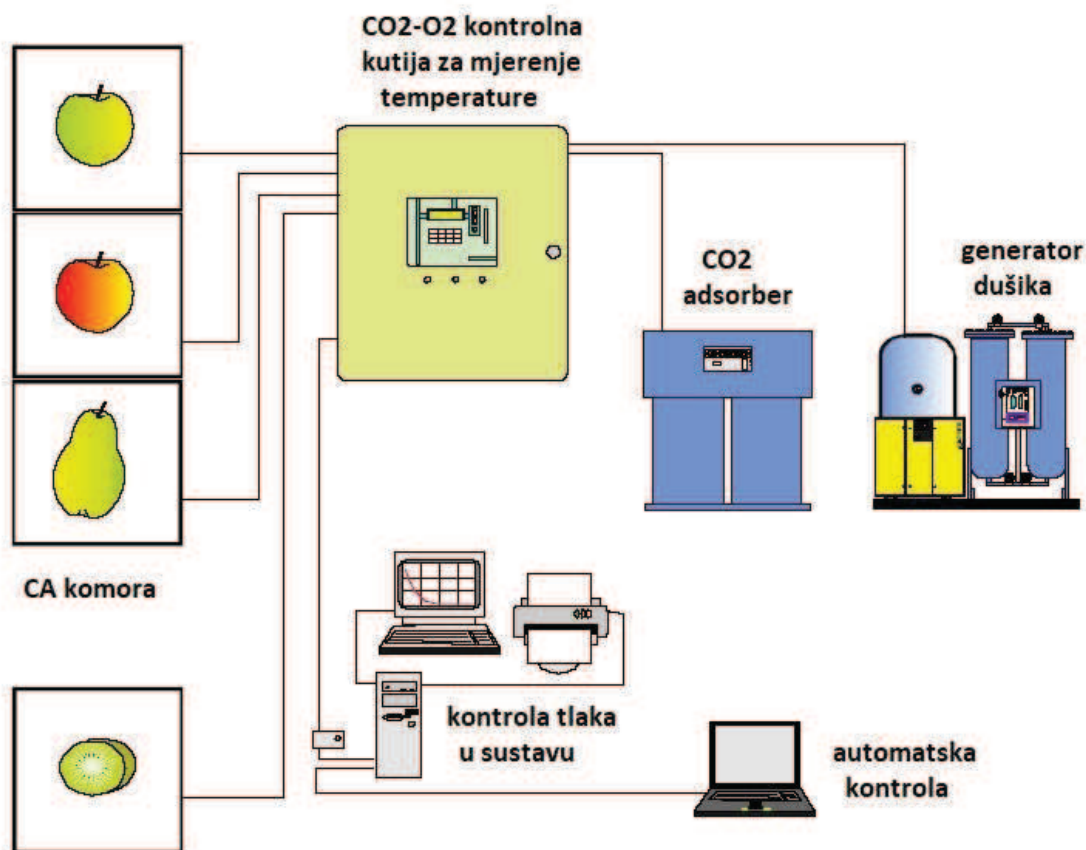 CO2-O2 kontrolna
kutija za mjerenje
temperature
CO2
adsorber
generator
dušika
CA komora
kontrola tlaka
u sustavu
automatska
kontrola